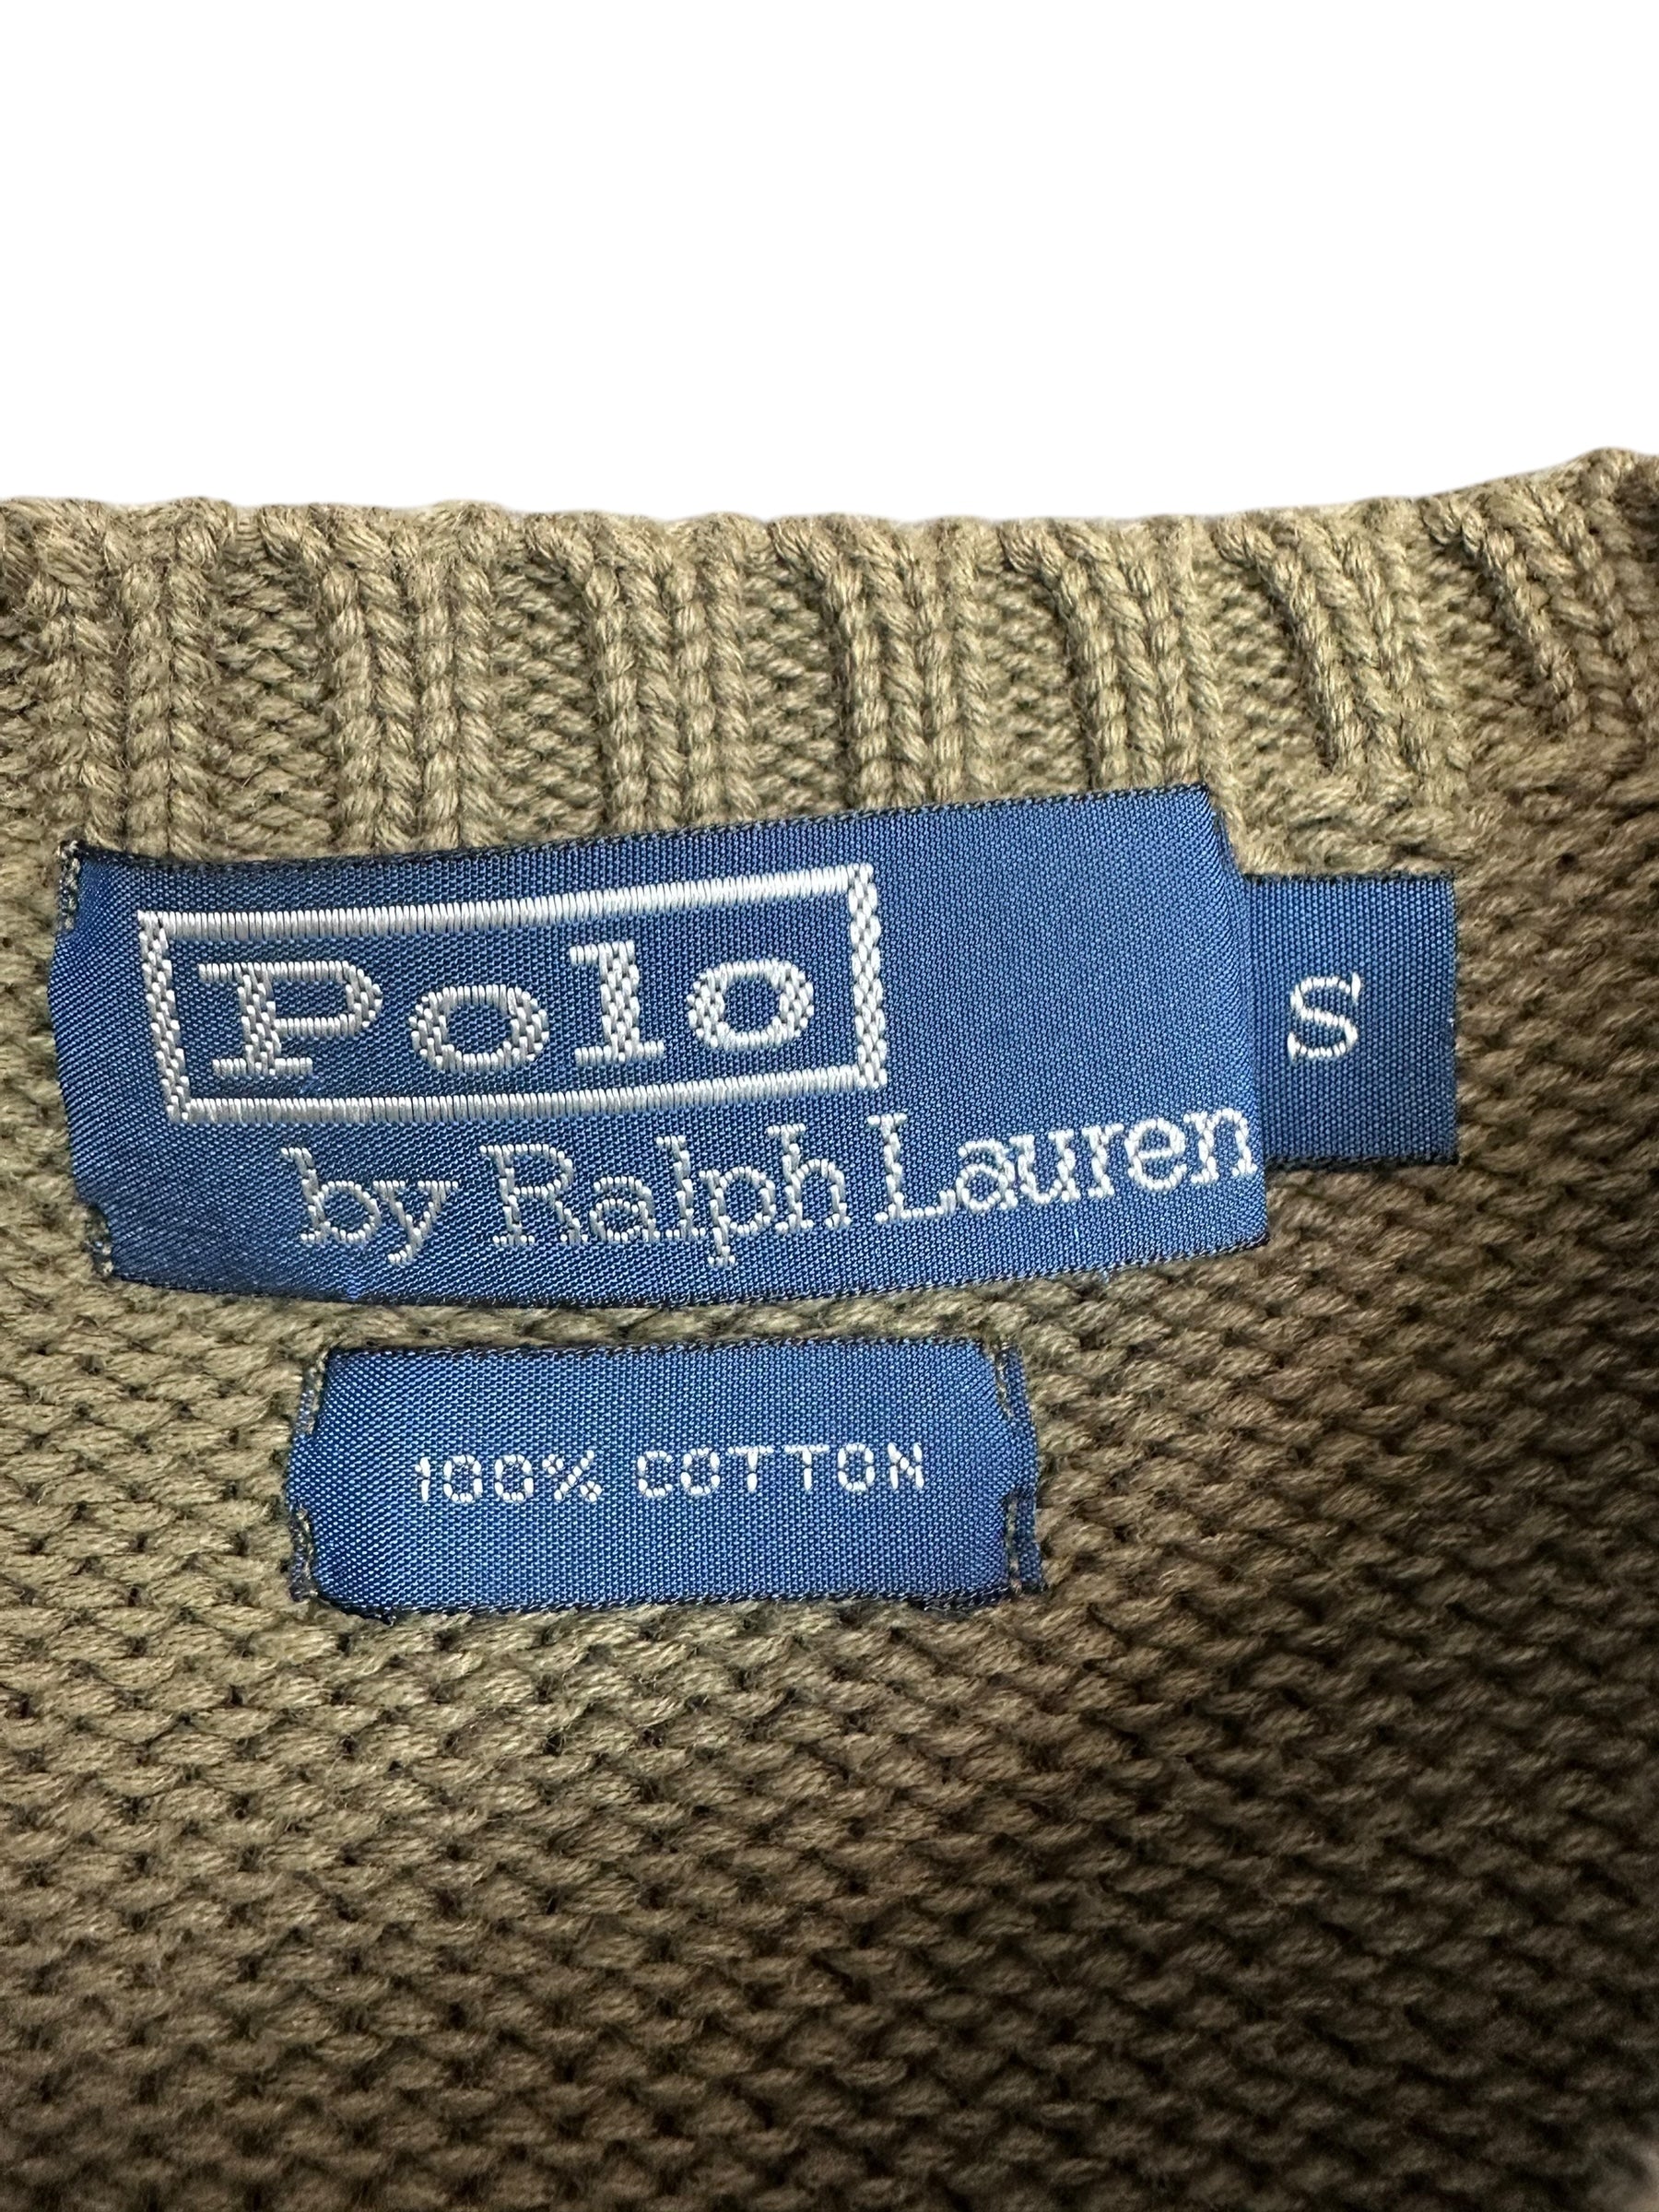 Polo
by Ralph Lauren
S
100% COTTON